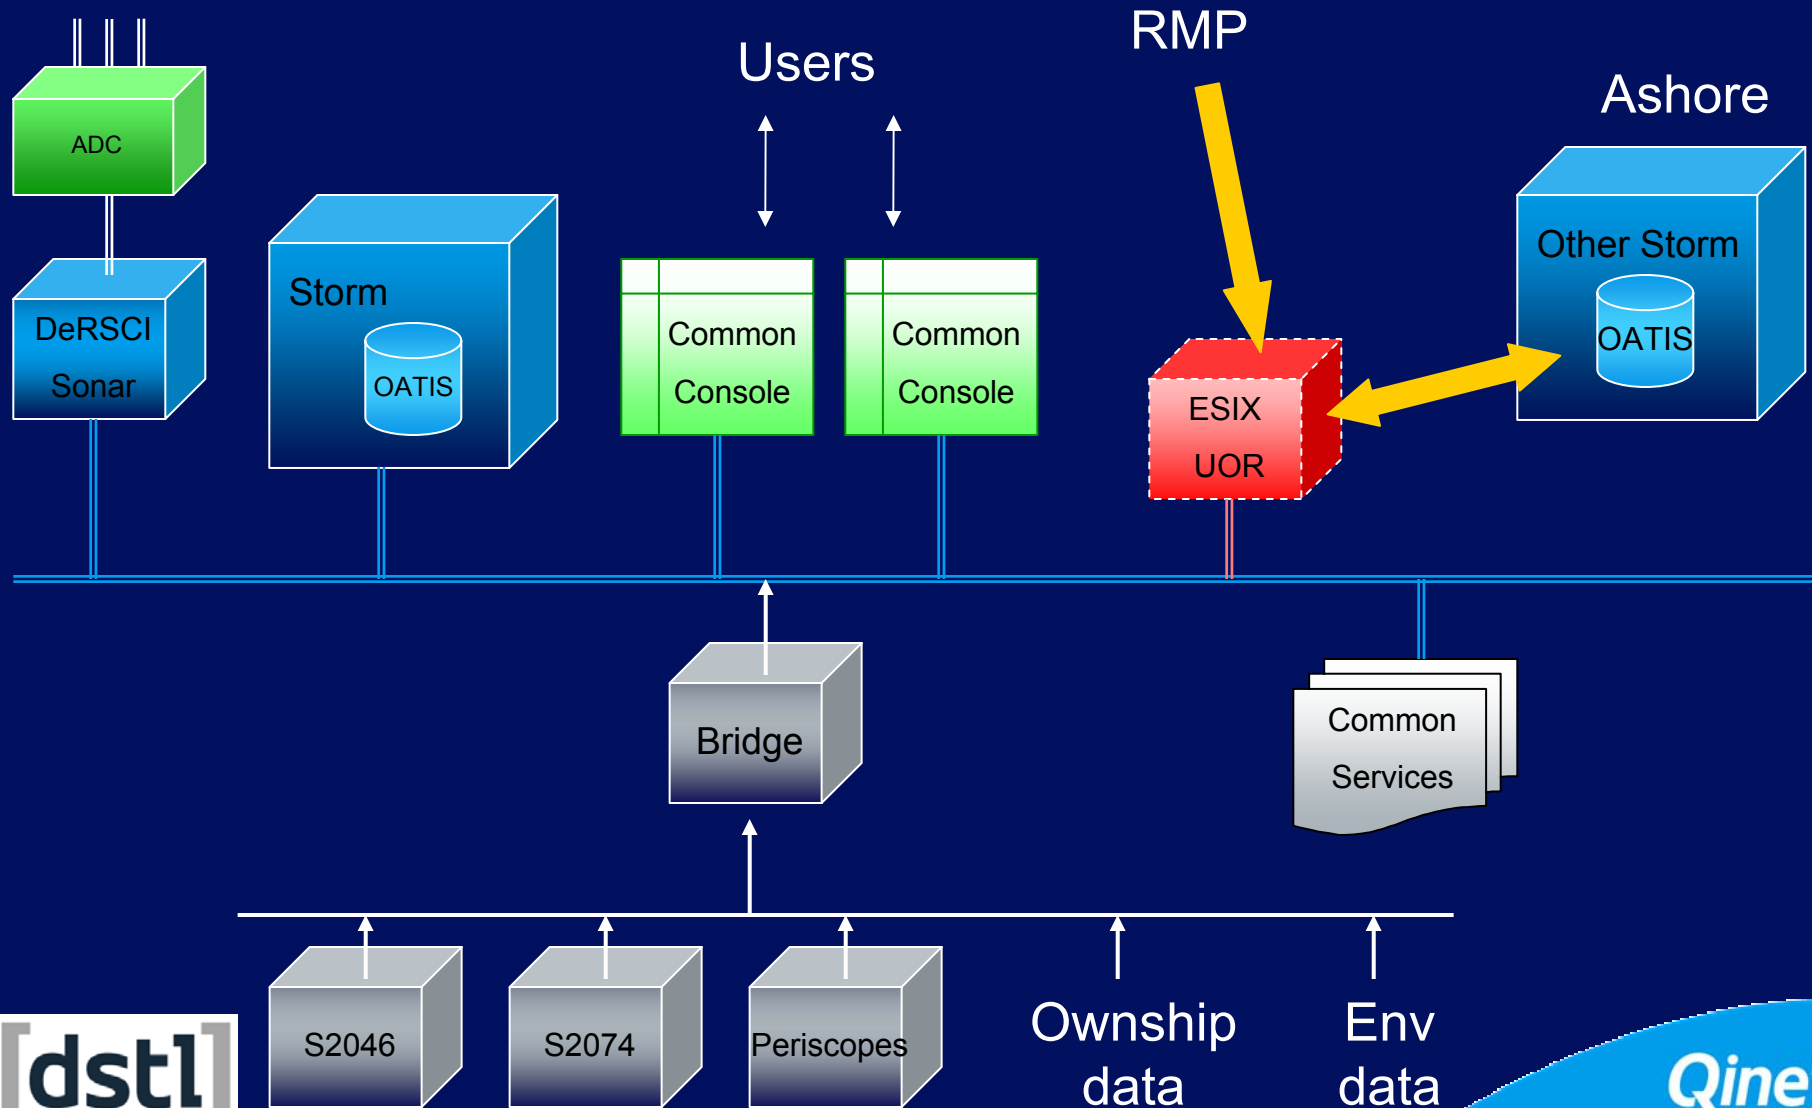 RMP
Users
Ashore
ADC
Other Storm
OATIS
Storm
OATIS
DeRSCI
Sonar
Common
Console
Common
Console
ESIX
UOR
Bridge
Common
Services
S2046
S2074
Periscopes
Ownship
data
Env
data
[dstl]
Qine